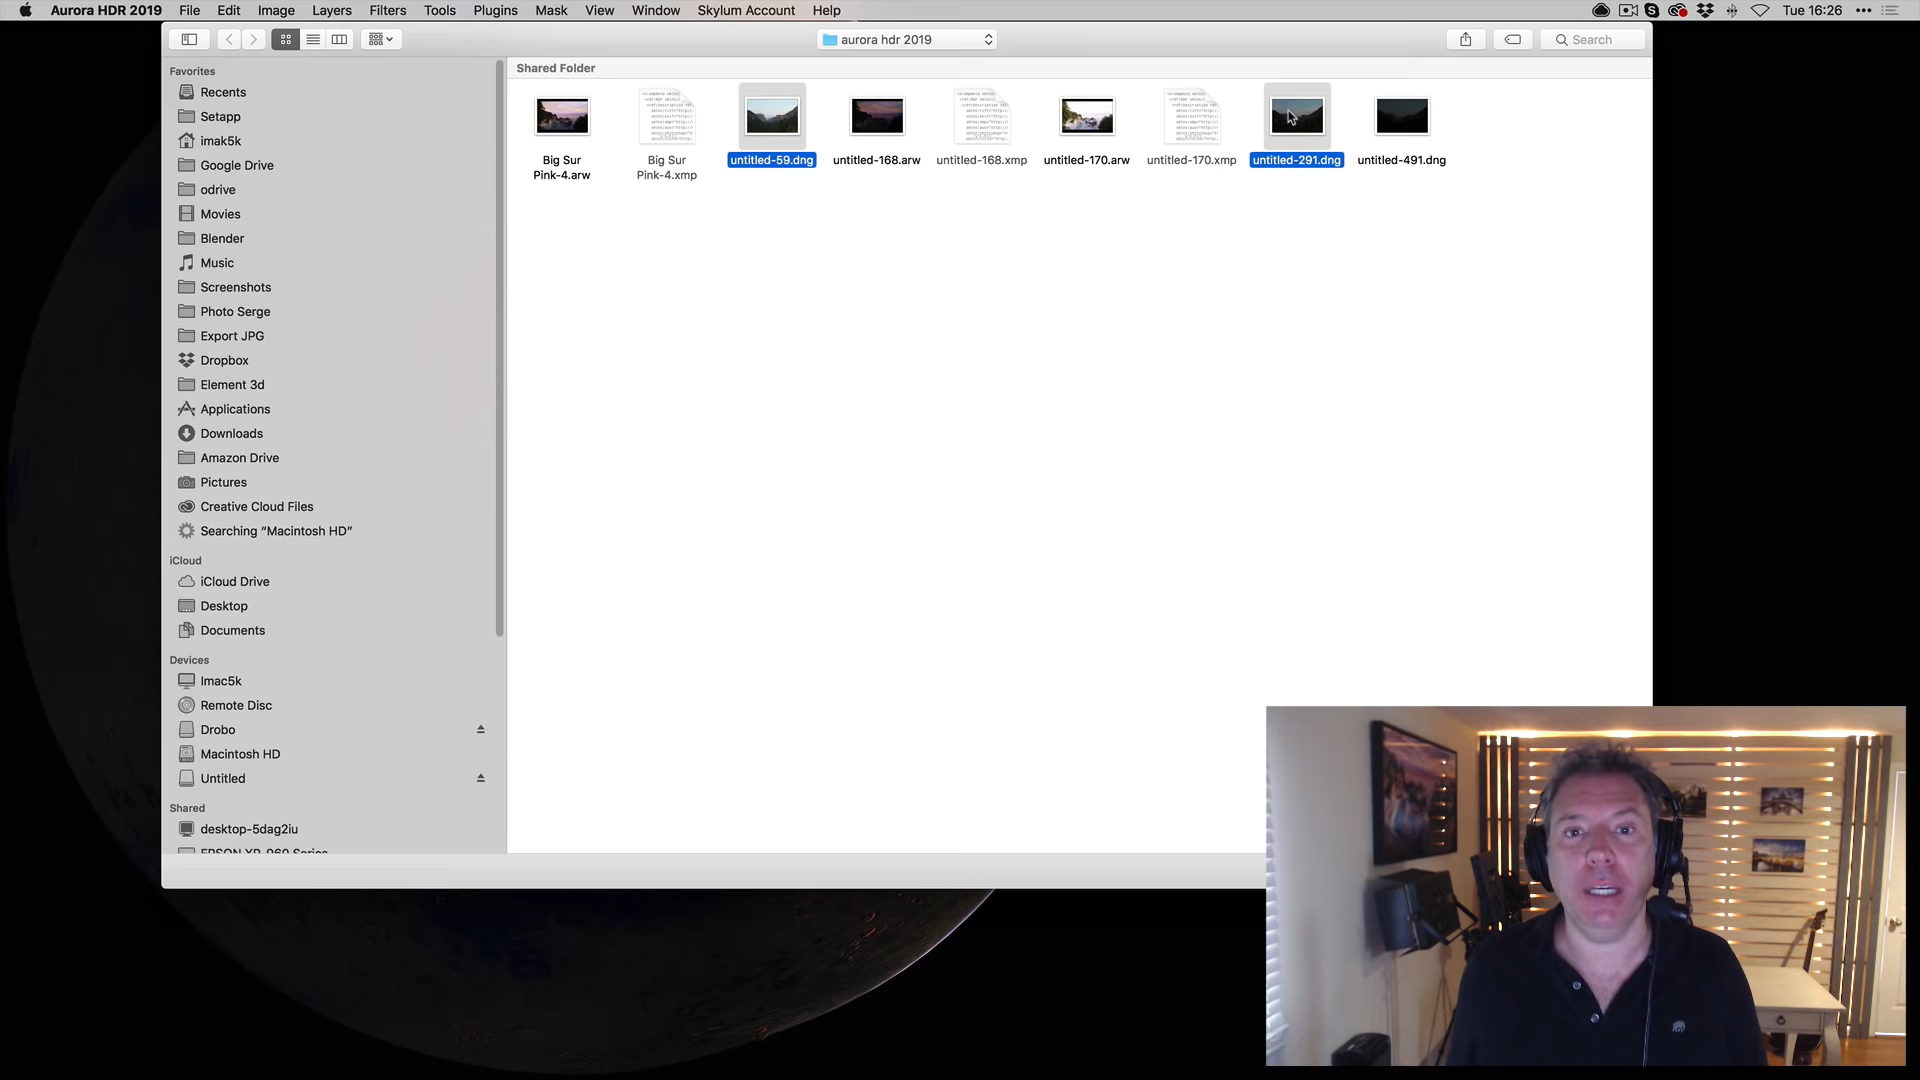 Aurora HDR 2019 File Edit Image Layers Filters Tools Plugins Mask View Window Skylum Account Help Tue 16:26
aurora hdr 2019
Search
Favorites
Recents
Setapp
imak5k
Google Drive
odrive
Movies
Blender
Music
Screenshots
Photo Serge
Export JPG
Dropbox
Element 3d
Applications
Downloads
Amazon Drive
Pictures
Creative Cloud Files
Searching “Macintosh HD”
iCloud
iCloud Drive
Desktop
Documents
Devices
Imac5k
Remote Disc
Drobo
Macintosh HD
Untitled
Shared
desktop-5dag2iu
EPSON XP-960 Series
Shared Folder
Big Sur
Pink-4.arw
Big Sur
Pink-4.xmp
untitled-59.dng
untitled-168.arw
untitled-168.xmp
untitled-170.arw
untitled-170.xmp
untitled-291.dng
untitled-491.dng